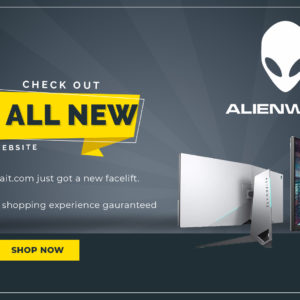 CHECK OUT
ALL NEW
EBSITE
ait.com just got a new facelift.
shopping experience gauranteed
SHOP NOW
ALIENW